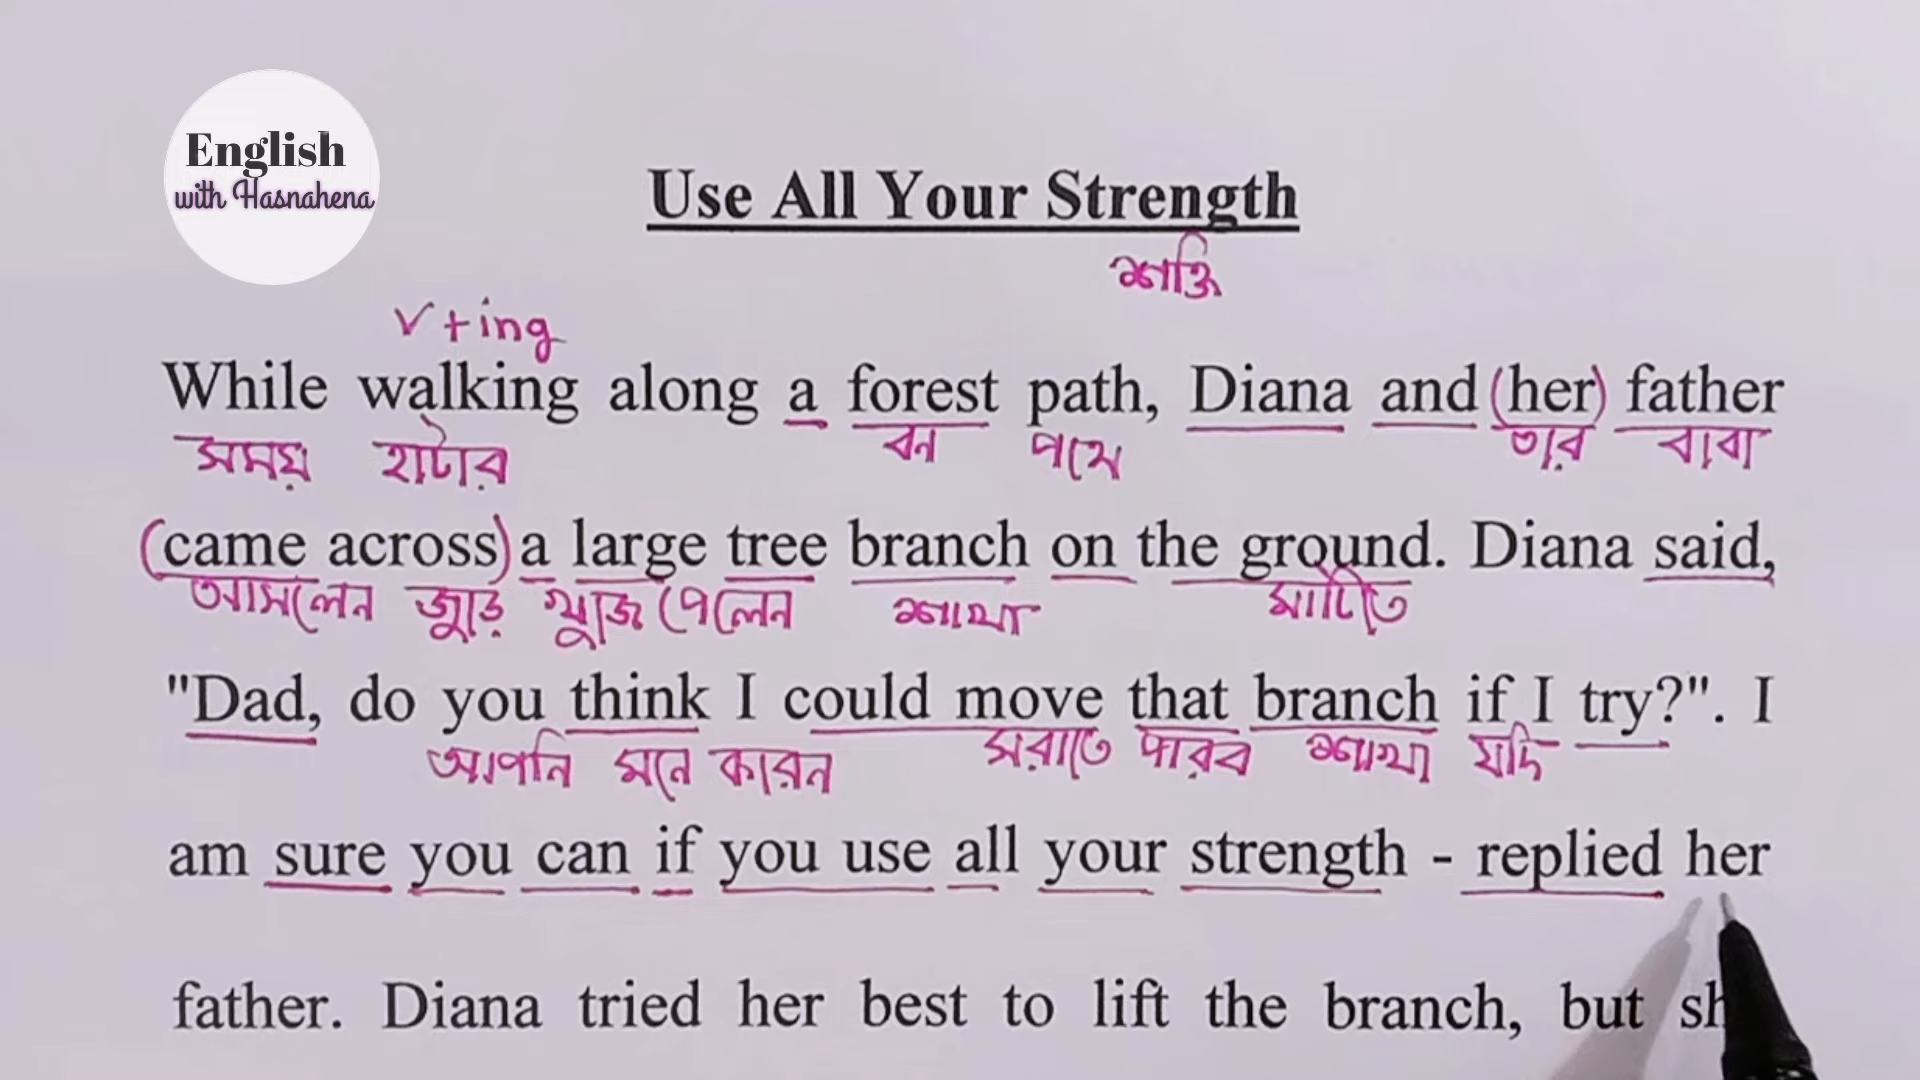 English
with Hasnahena
Use All Your Strength
শক্তি
V+ing
While walking along a forest path, Diana and (her) father
সময় হাটার বন পথে তার বাবা
(came across) a large tree branch on the ground. Diana said,
আসলেন জুড়ে খুজে পেলেন শাখা মাটিতে
"Dad, do you think I could move that branch if I try?". I
আপনি মনে করেন সরাতে পারব শাখা যদি
am sure you can if you use all your strength - replied her
father. Diana tried her best to lift the branch, but